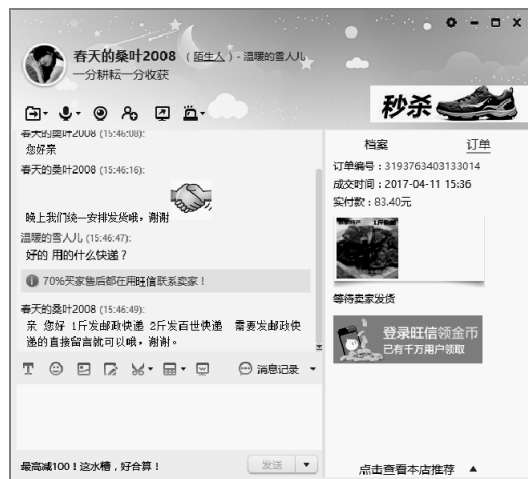 春天的桑叶2008 （陌生人）- 温暖的雪人儿
一分耕耘一分收获
秒杀
春天的桑叶2008 (15:46:08):
您好亲
春天的桑叶2008 (15:46:16):
晚上我们统一安排发货哦，谢谢
温暖的雪人儿 (15:46:47):
好的 用的什么快递？
70%买家售后都在用旺信联系卖家！
春天的桑叶2008 (15:46:49):
亲 您好 1斤发邮政快递 2斤发百世快递 需要发邮政快
递的直接留言就可以哦，谢谢。
消息记录
最高减100！这水槽，好合算！
发送
档案 订单
订单编号：3193763403133014
成交时间：2017-04-11 15:36
实付款：83.40元
等待卖家发货
登录旺信领金币
已有千万用户领取
点击查看本店推荐